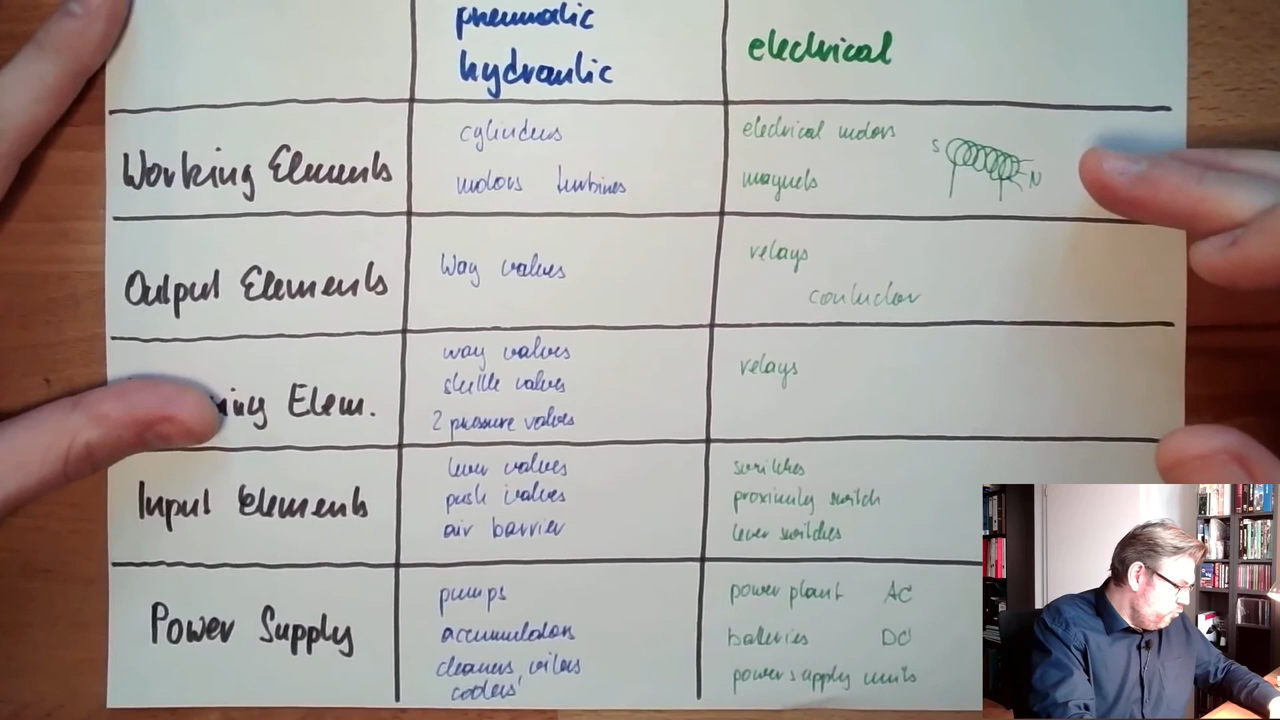 pneumatic
hydraulic
electrical
Working Elements
cylinders
motors turbines
electrical motors
magnets
S
N
Output Elements
Way valves
relays
contactor
ing Elem.
way valves
shuttle valves
2 pressure valves
relays
Input Elements
lever valves
push valves
air barrier
switches
proximity switch
lever switches
Power Supply
pumps
accumulators
cleaners, oilers
coolers
power plant AC
batteries DC
power supply units